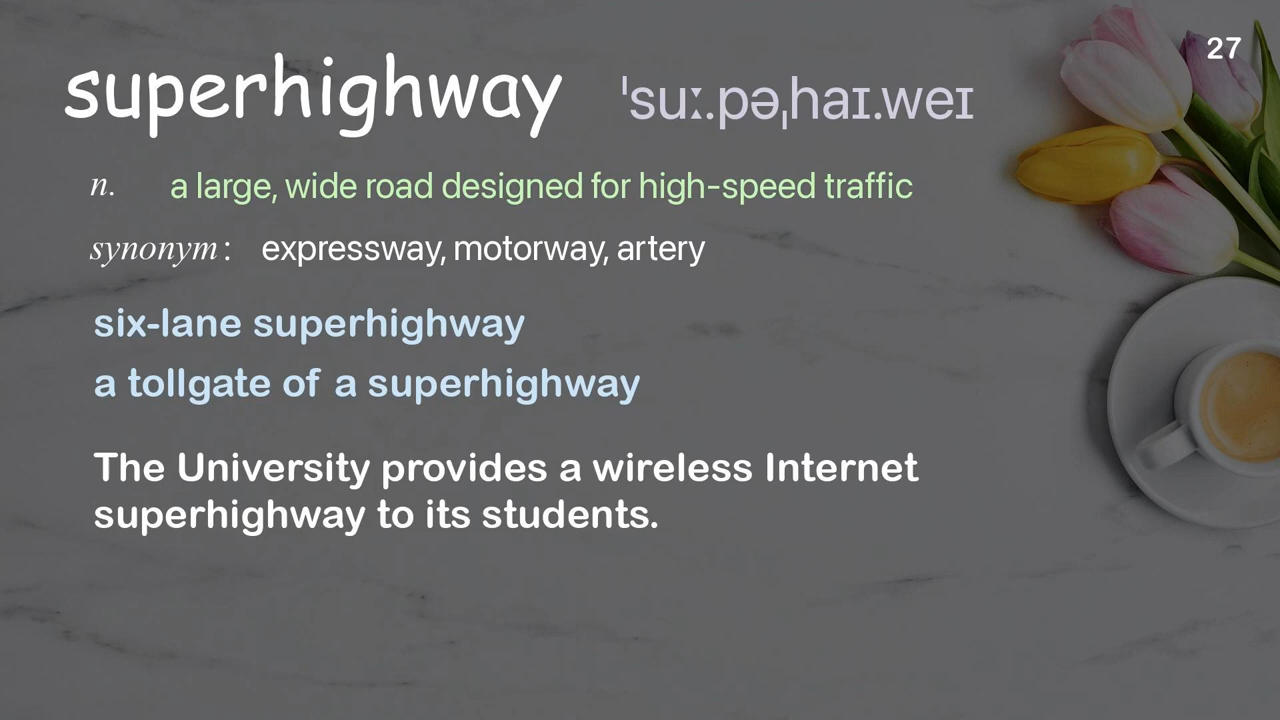 27
superhighway ˈsuː.pəˌhaɪ.weɪ
n. a large, wide road designed for high-speed traffic
synonym: expressway, motorway, artery
six-lane superhighway
a tollgate of a superhighway
The University provides a wireless Internet
superhighway to its students.